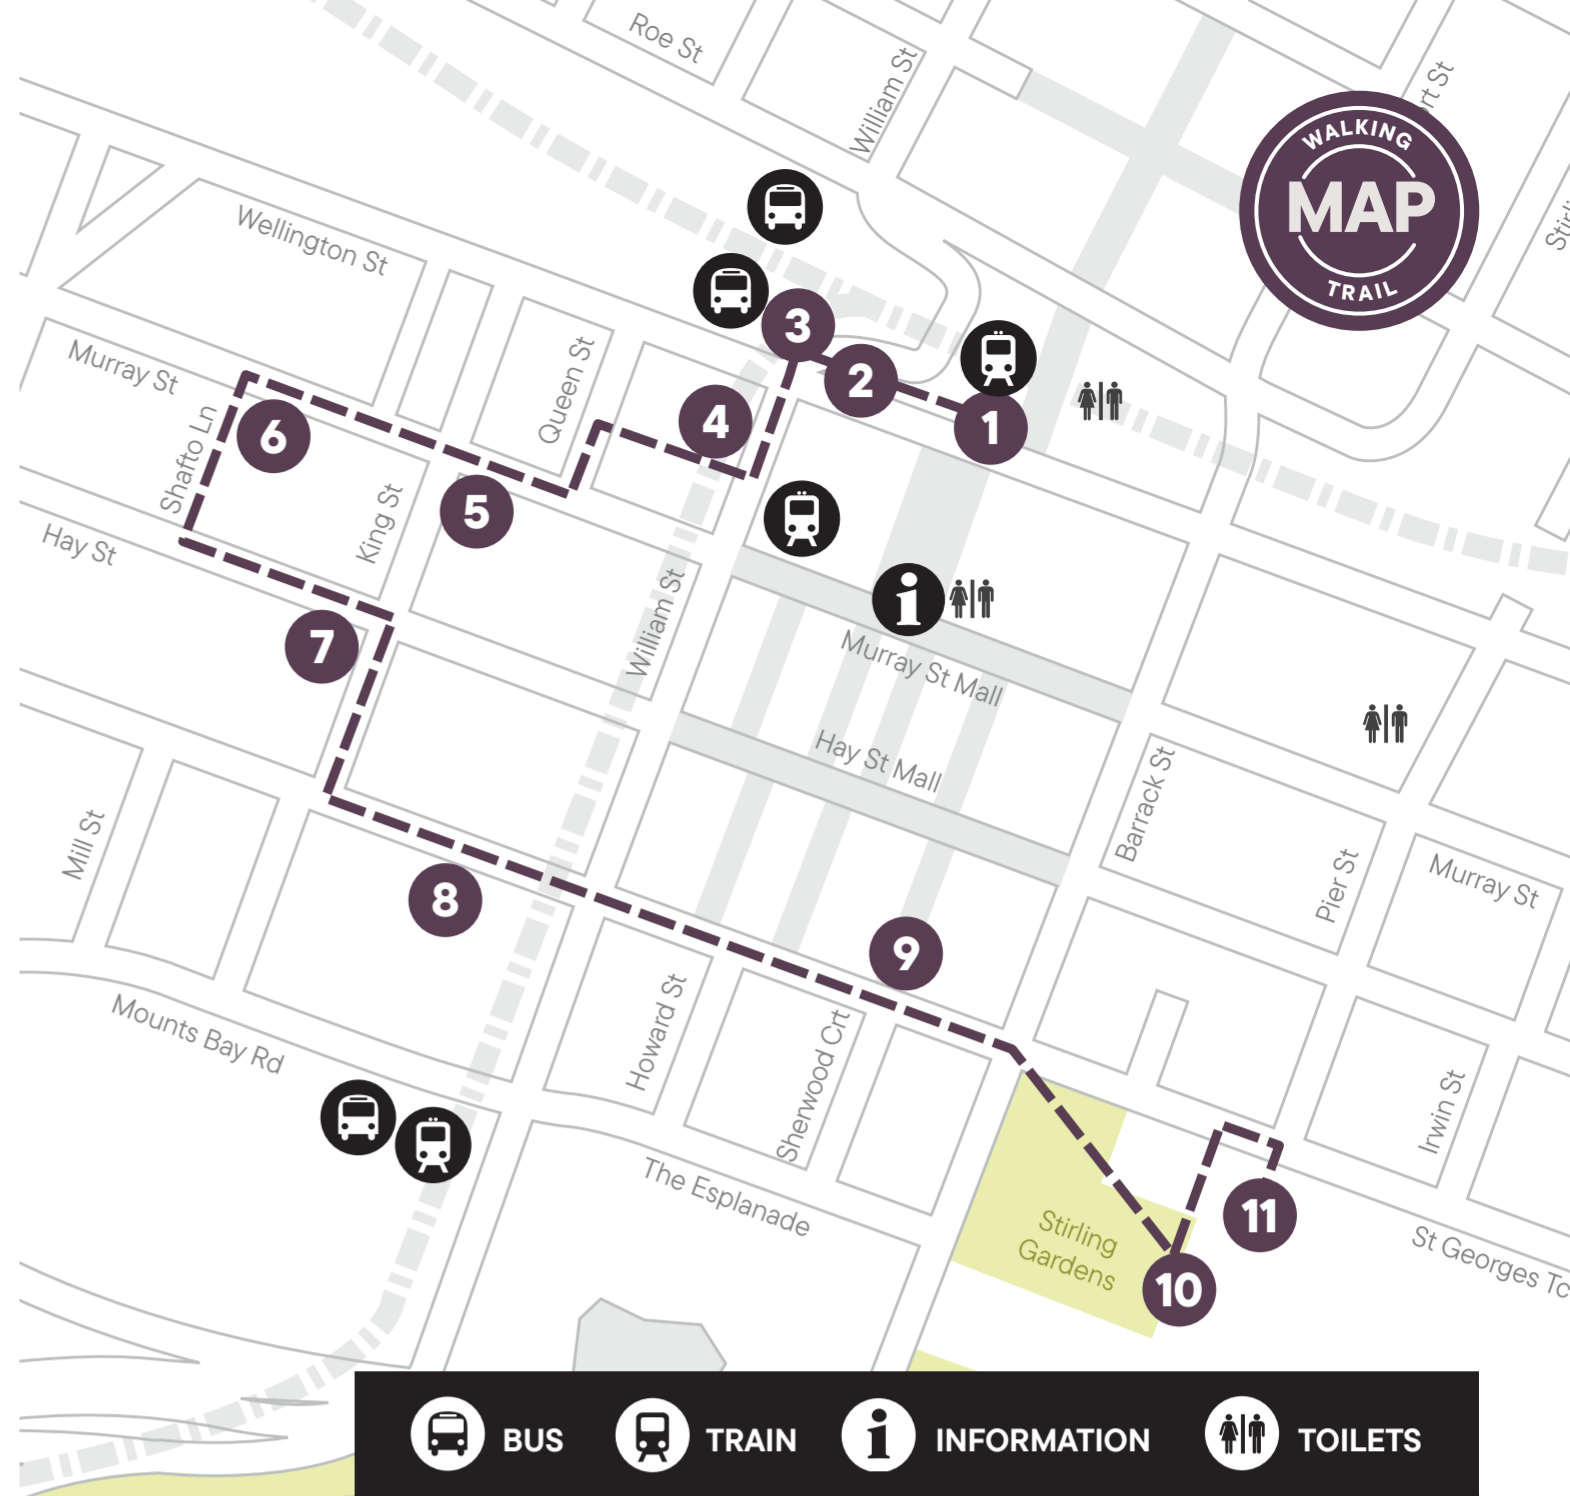 Roe St
William St
rt St
WALKING
MAP
TRAIL
Wellington St
Murray St
Queen St
Shafto Ln
King St
Hay St
3
2
1
4
6
5
7
William St
Murray St Mall
Hay St Mall
Barrack St
Pier St
Murray St
Mill St
8
9
Mounts Bay Rd
Howard St
Sherwood Crt
Irwin St
The Esplanade
Stirling
Gardens
10
11
St Georges Tc
BUS
TRAIN
i INFORMATION
TOILETS
i